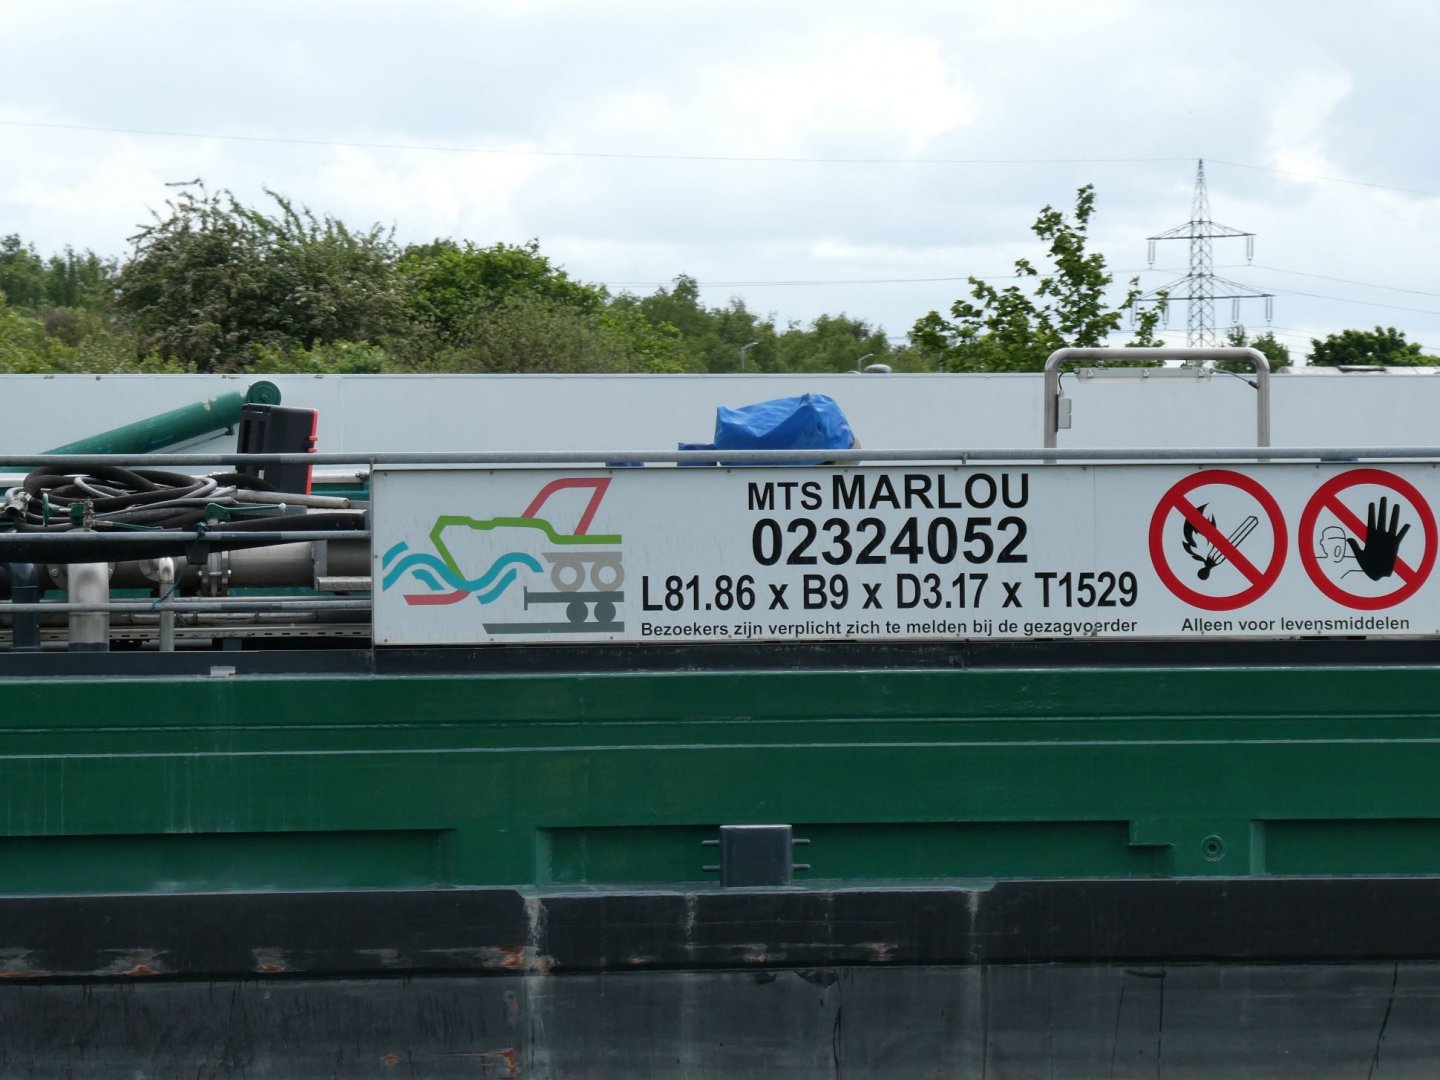 MTS MARLOU
02324052
L81.86 x B9 x D3.17 x T1529
Bezoekers zijn verplicht zich te melden bij de gezagvoerder
Alleen voor levensmiddelen